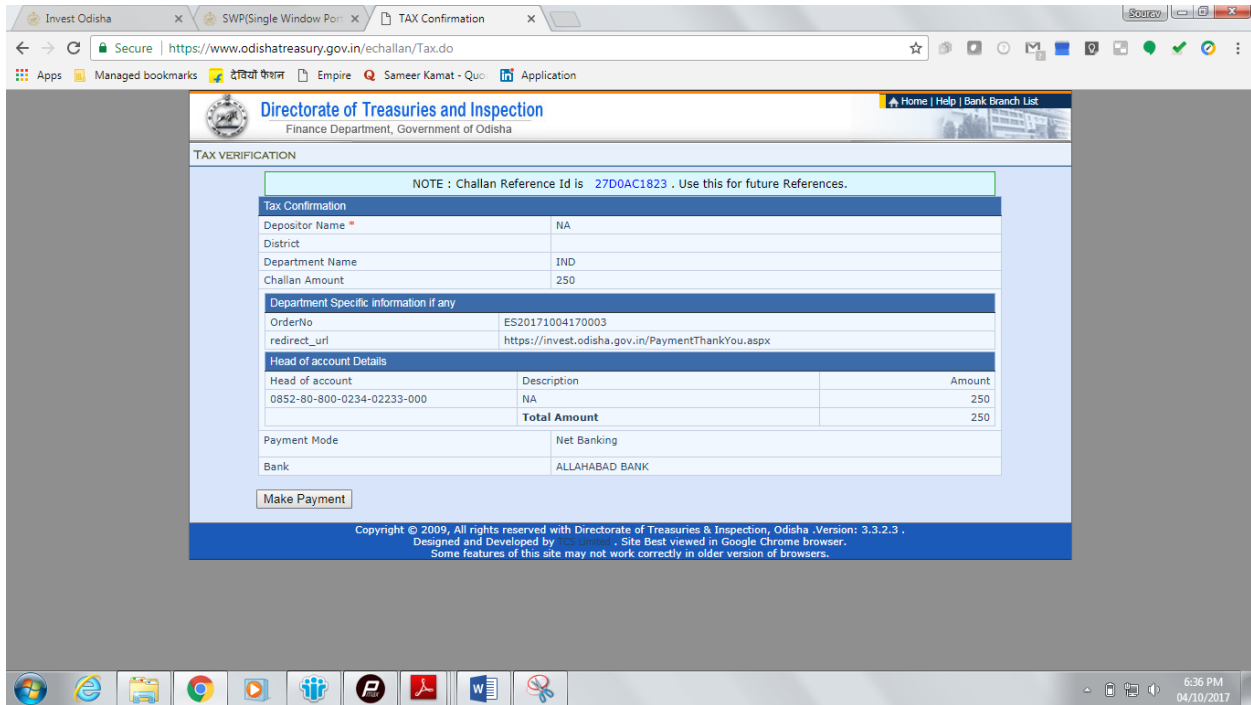 Invest Odisha
SWP(Single Window Por
TAX Confirmation
Sourav
Secure | https://www.odishatreasury.gov.in/echallan/Tax.do
Apps Managed bookmarks देवियों फैशन Empire Sameer Kamat - Quo Application
Directorate of Treasuries and Inspection
Finance Department, Government of Odisha
Home | Help | Bank Branch List
TAX VERIFICATION
NOTE : Challan Reference Id is 27D0AC1823 . Use this for future References.
Tax Confirmation
Depositor Name * NA
District
Department Name IND
Challan Amount 250
Department Specific information if any
OrderNo ES20171004170003
redirect_url https://invest.odisha.gov.in/PaymentThankYou.aspx
Head of account Details
Head of account Description Amount
0852-80-800-0234-02233-000 NA 250
Total Amount 250
Payment Mode Net Banking
Bank ALLAHABAD BANK
Make Payment
Copyright © 2009, All rights reserved with Directorate of Treasuries & Inspection, Odisha .Version: 3.3.2.3 .
Designed and Developed by TCS Limited . Site Best viewed in Google Chrome browser.
Some features of this site may not work correctly in older version of browsers.
6:36 PM
04/10/2017